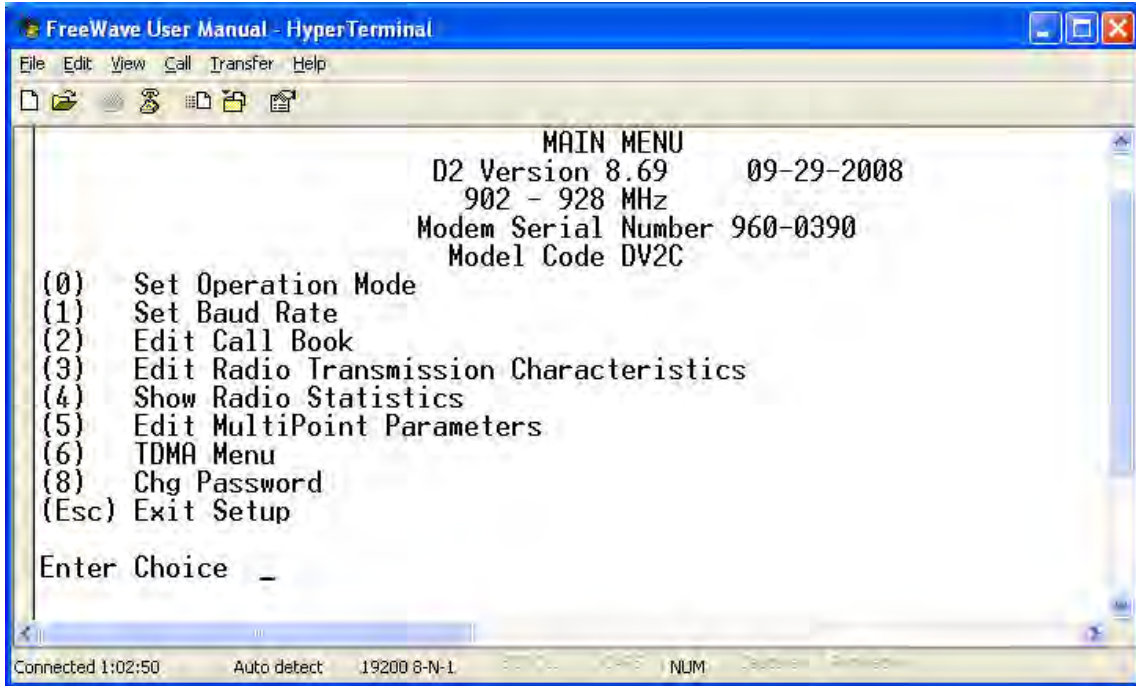 FreeWave User Manual - HyperTerminal
File Edit View Call Transfer Help
MAIN MENU
D2 Version 8.69 09-29-2008
902 - 928 MHz
Modem Serial Number 960-0390
Model Code DV2C
(0) Set Operation Mode
(1) Set Baud Rate
(2) Edit Call Book
(3) Edit Radio Transmission Characteristics
(4) Show Radio Statistics
(5) Edit MultiPoint Parameters
(6) TDMA Menu
(8) Chg Password
(Esc) Exit Setup
Enter Choice _
Connected 1:02:50 Auto detect 19200 8-N-1 NUM